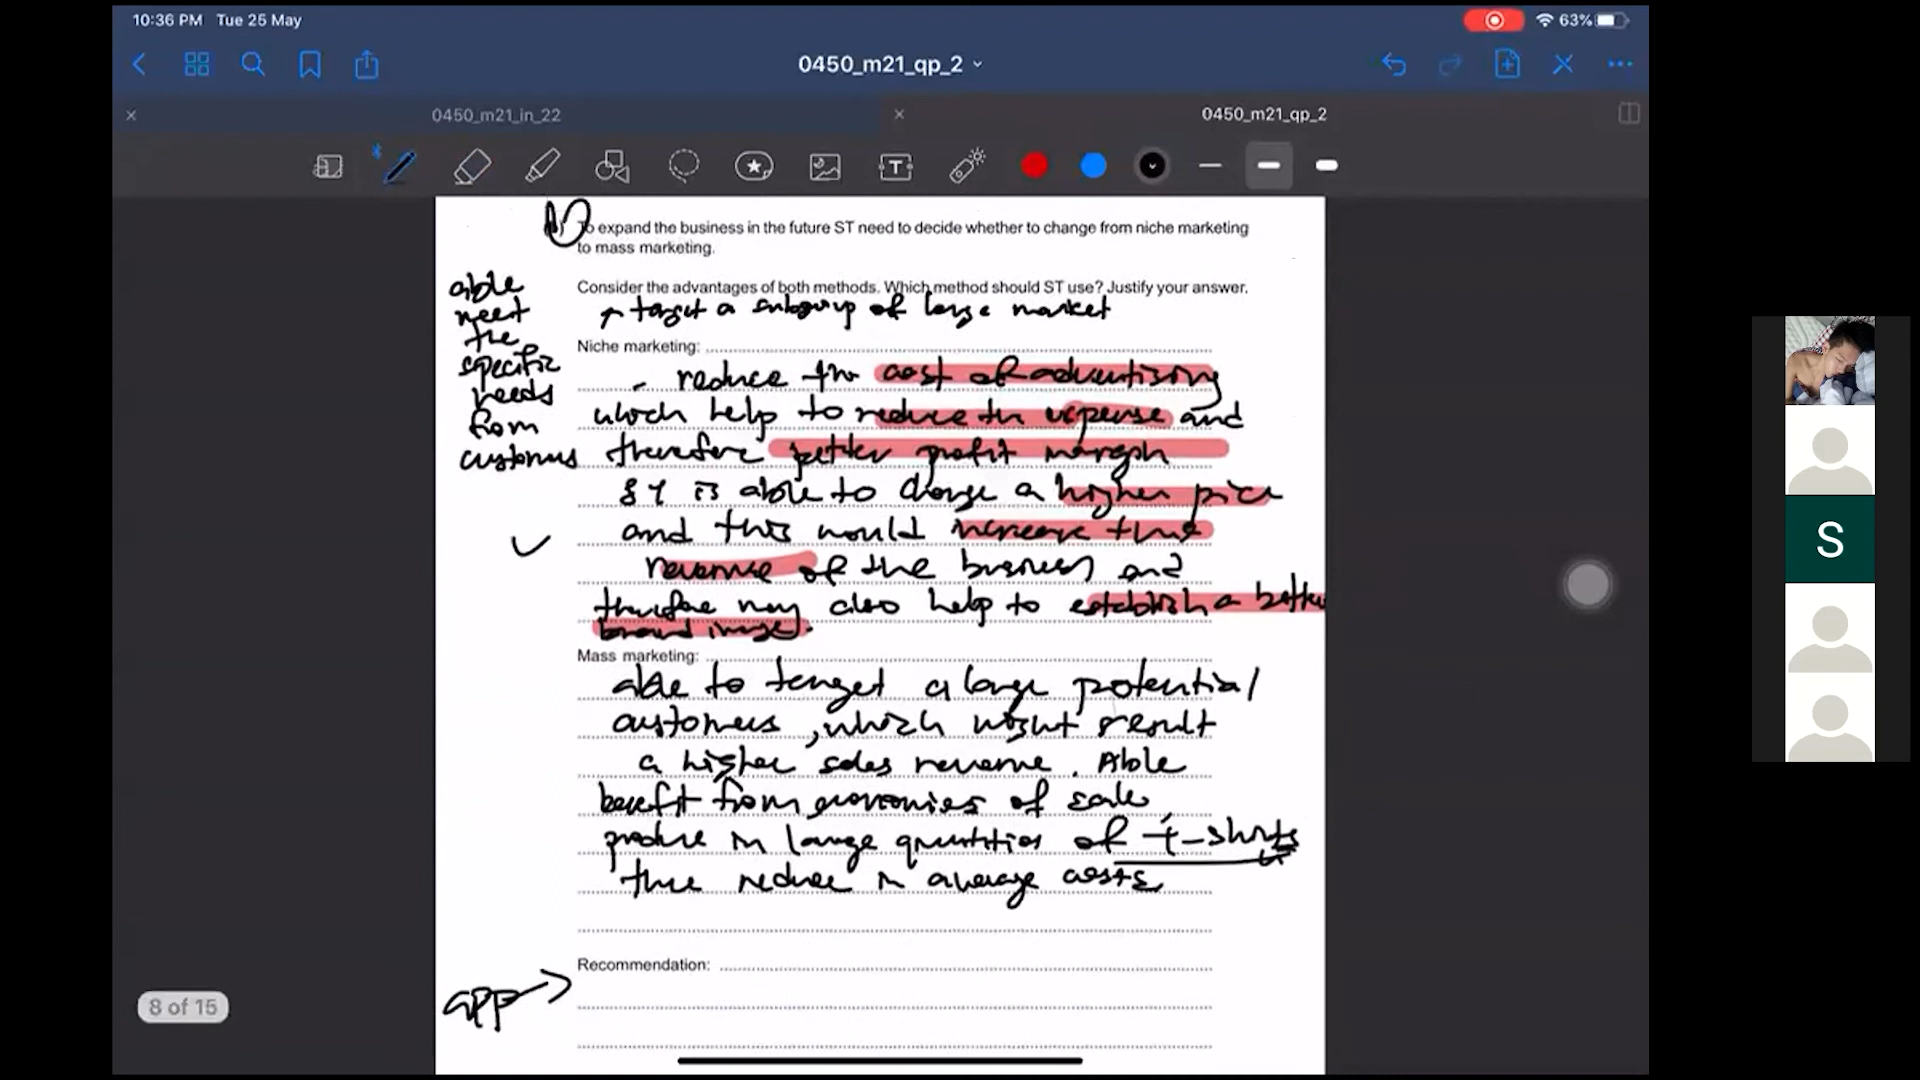 10:36 PM Tue 25 May
63%
0450_m21_qp_2
0450_m21_in_22
0450_m21_qp_2
To expand the business in the future ST need to decide whether to change from niche marketing
to mass marketing.
Consider the advantages of both methods. Which method should ST use? Justify your answer.
↑ target a subgroup of large market
able
meet
the
specific
needs
from
customers
Niche marketing:
- reduce the cost of advertising
which help to reduce the expense and
therefore better profit margin
ST is able to charge a higher price
and this would increase the
revenue of the business and
therefore may also help to establish a better
brand image.
Mass marketing:
able to target a large potential
customers, which might result
a higher sales revenue. Able
benefit from economies of scale
produce in large quantities of t-shirts
thus reduce in average costs
Recommendation:
app
8 of 15
S